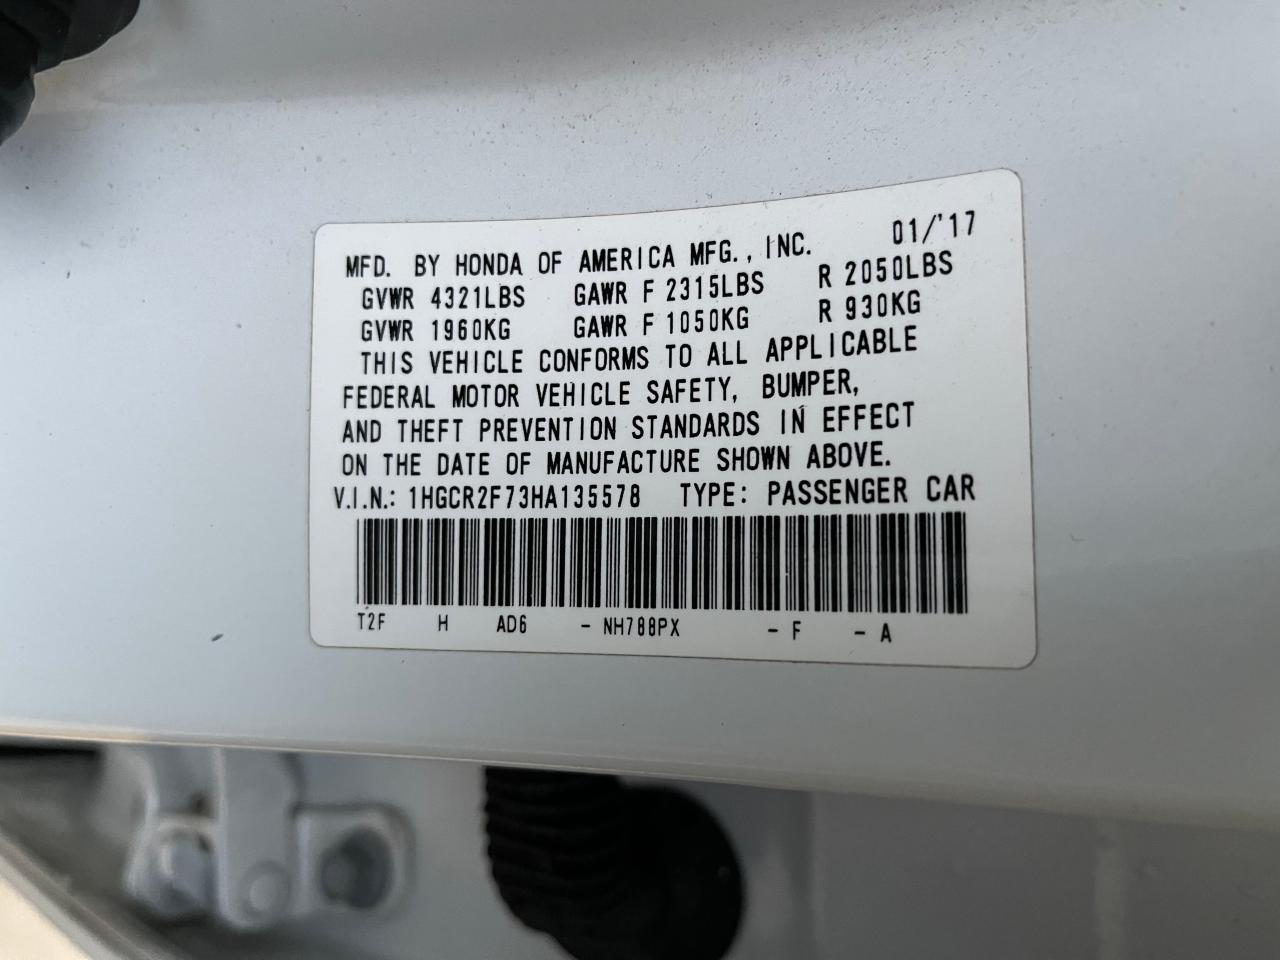 MFD. BY HONDA OF AMERICA MFG., INC. 01/'17
GVWR 4321LBS GAWR F 2315LBS R 2050LBS
GVWR 1960KG GAWR F 1050KG R 930KG
THIS VEHICLE CONFORMS TO ALL APPLICABLE
FEDERAL MOTOR VEHICLE SAFETY, BUMPER,
AND THEFT PREVENTION STANDARDS IN EFFECT
ON THE DATE OF MANUFACTURE SHOWN ABOVE.
V.I.N.: 1HGCR2F73HA135578 TYPE: PASSENGER CAR
T2F H AD6 - NH788PX - F - A